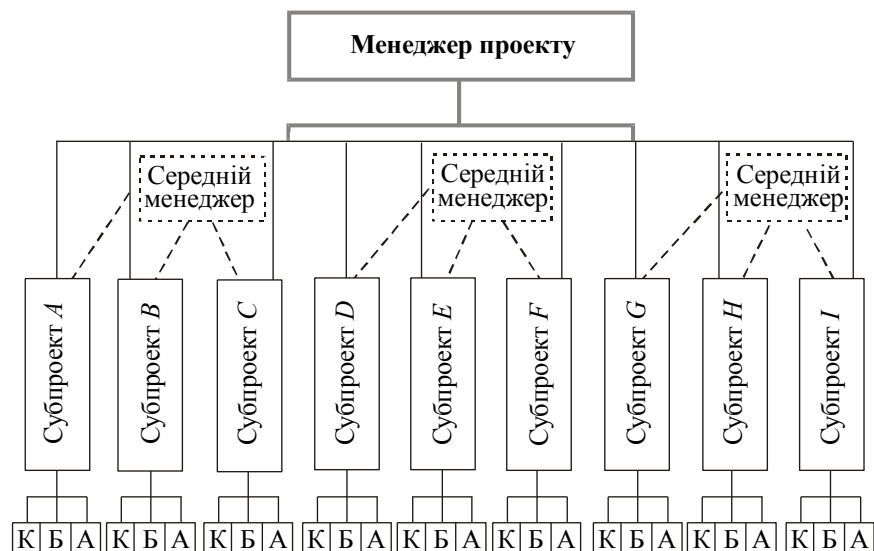 Менеджер проекту
Середній
менеджер
Середній
менеджер
Середній
менеджер
Субпроект A
Субпроект B
Субпроект C
Субпроект D
Субпроект E
Субпроект F
Субпроект G
Субпроект H
Субпроект I
К Б А К Б А К Б А К Б А К Б А К Б А К Б А К Б А К Б А